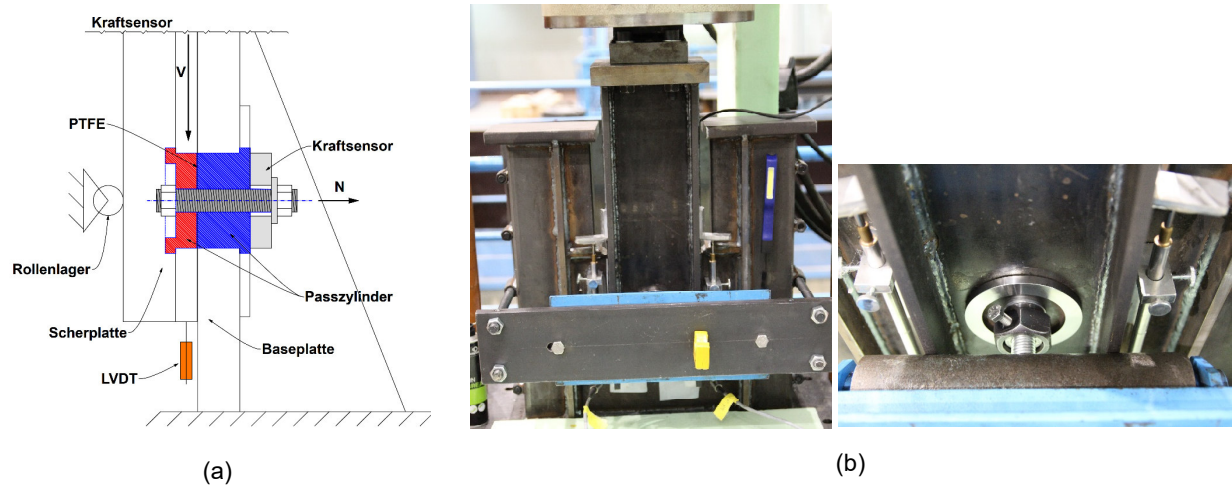 Kraftsensor
V
PTFE
Kraftsensor
N
Rollenlager
Passzylinder
Scherplatte
Baseplatte
LVDT
(a)
(b)